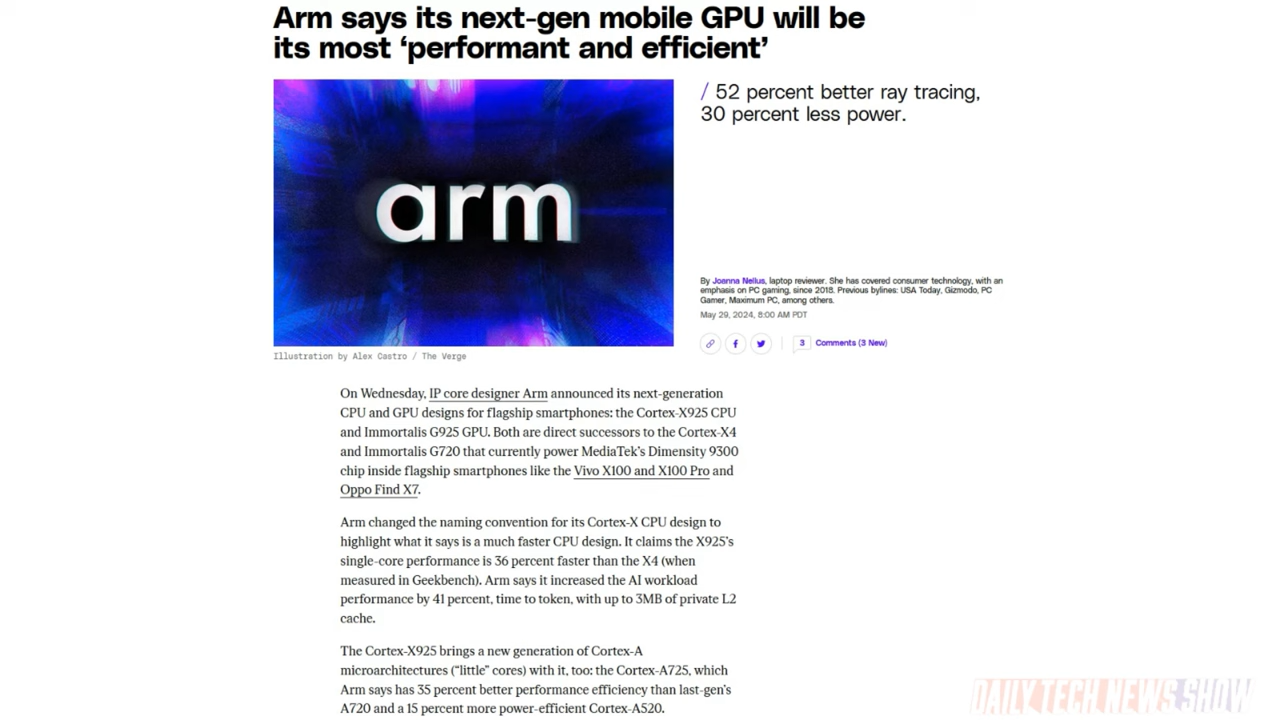 Arm says its next-gen mobile GPU will be
its most ‘performant and efficient’
arm
/ 52 percent better ray tracing,
30 percent less power.
By Joanna Nelius, laptop reviewer. She has covered consumer technology, with an
emphasis on PC gaming, since 2018. Previous bylines: USA Today, Gizmodo, PC
Gamer, Maximum PC, among others.
May 29, 2024, 8:00 AM PDT
3 Comments (3 New)
Illustration by Alex Castro / The Verge
On Wednesday, IP core designer Arm announced its next-generation
CPU and GPU designs for flagship smartphones: the Cortex-X925 CPU
and Immortalis G925 GPU. Both are direct successors to the Cortex-X4
and Immortalis G720 that currently power MediaTek’s Dimensity 9300
chip inside flagship smartphones like the Vivo X100 and X100 Pro and
Oppo Find X7.
Arm changed the naming convention for its Cortex-X CPU design to
highlight what it says is a much faster CPU design. It claims the X925’s
single-core performance is 36 percent faster than the X4 (when
measured in Geekbench). Arm says it increased the AI workload
performance by 41 percent, time to token, with up to 3MB of private L2
cache.
The Cortex-X925 brings a new generation of Cortex-A
microarchitectures (“little” cores) with it, too: the Cortex-A725, which
Arm says has 35 percent better performance efficiency than last-gen’s
A720 and a 15 percent more power-efficient Cortex-A520.
DAILY TECH NEWS SHOW